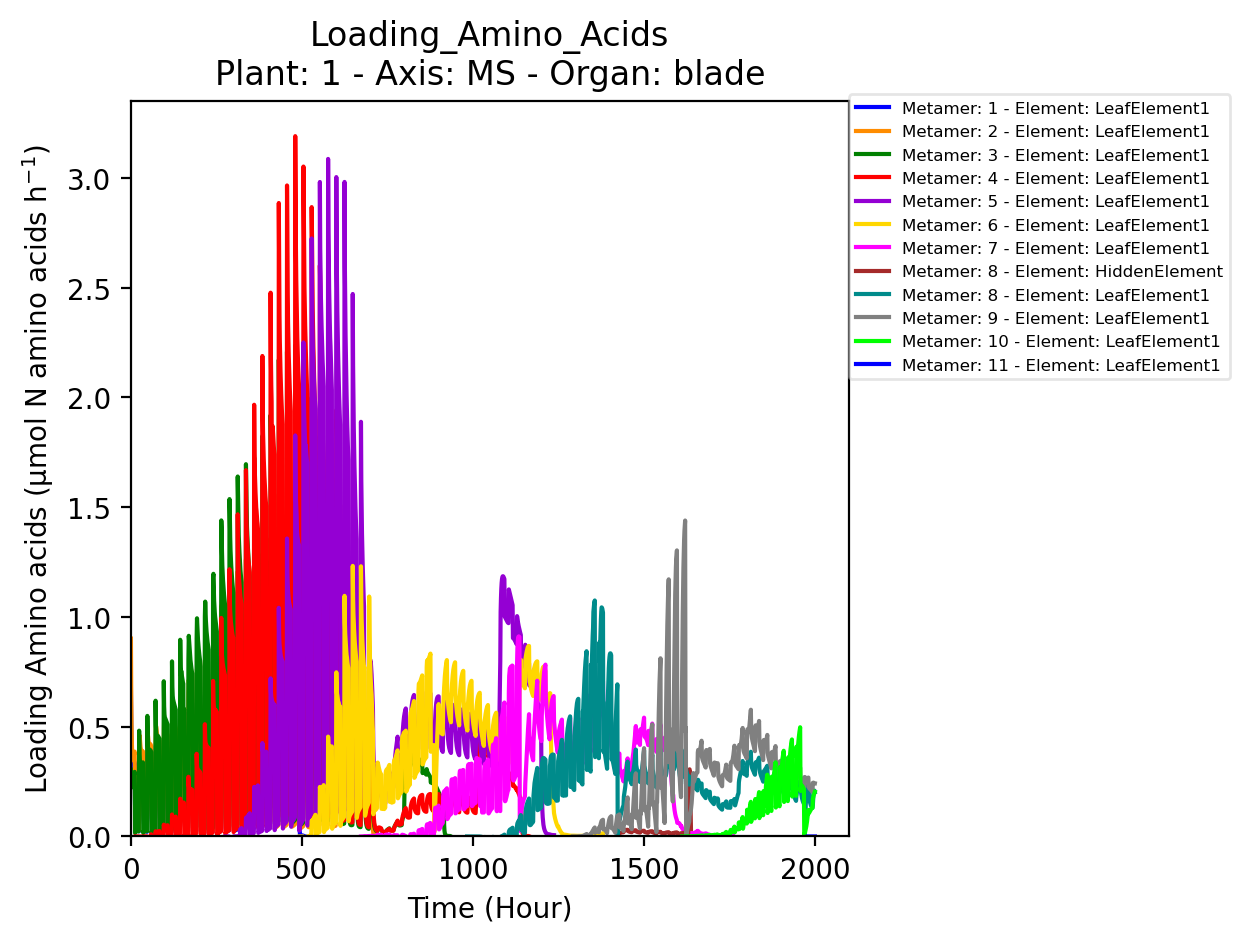 Loading_Amino_Acids
Plant: 1 - Axis: MS - Organ: blade
Loading Amino acids (µmol N amino acids h⁻¹)
3.0
2.5
2.0
1.5
1.0
0.5
0.0
0
500
1000
1500
2000
Time (Hour)
Metamer: 1 - Element: LeafElement1
Metamer: 2 - Element: LeafElement1
Metamer: 3 - Element: LeafElement1
Metamer: 4 - Element: LeafElement1
Metamer: 5 - Element: LeafElement1
Metamer: 6 - Element: LeafElement1
Metamer: 7 - Element: LeafElement1
Metamer: 8 - Element: HiddenElement
Metamer: 8 - Element: LeafElement1
Metamer: 9 - Element: LeafElement1
Metamer: 10 - Element: LeafElement1
Metamer: 11 - Element: LeafElement1